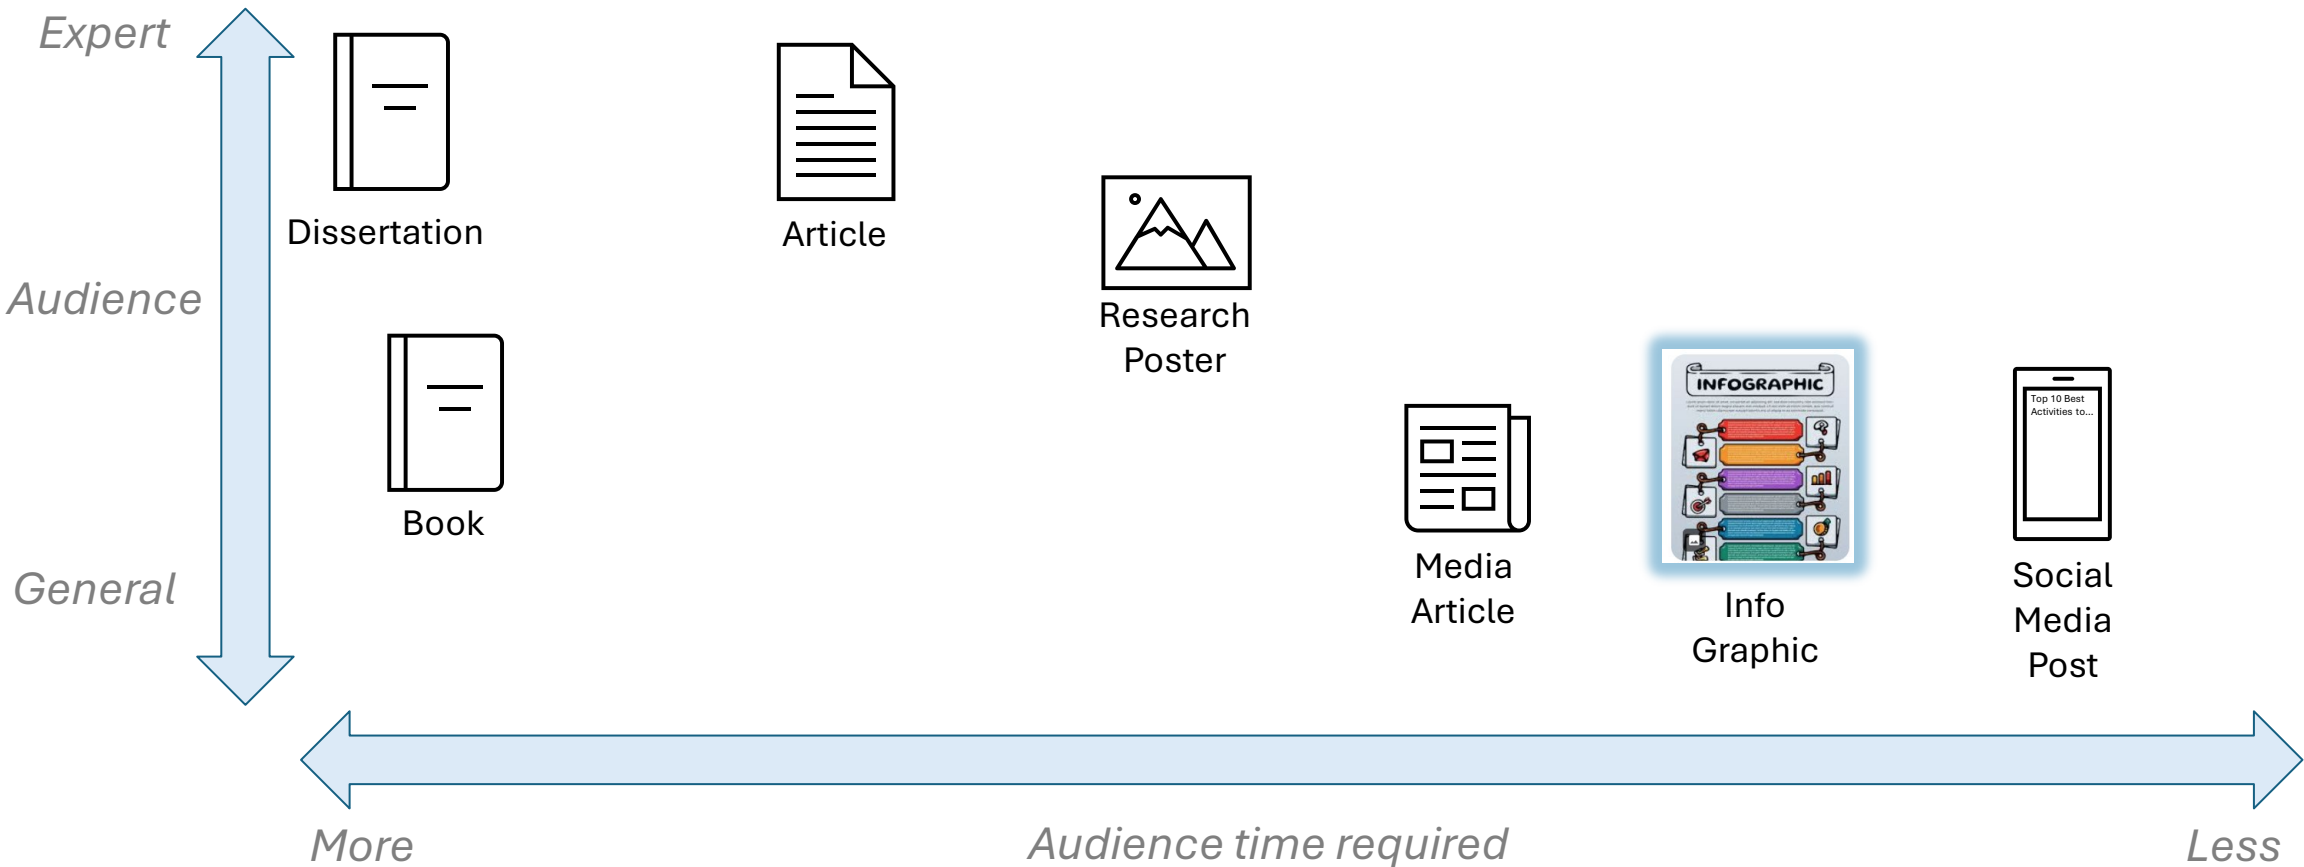 Expert
Dissertation
Article
Audience
Research
Poster
INFOGRAPHIC
Top 10 Best
Activities to...
Book
Media
Article
General
Info
Graphic
Social
Media
Post
More
Audience time required
Less